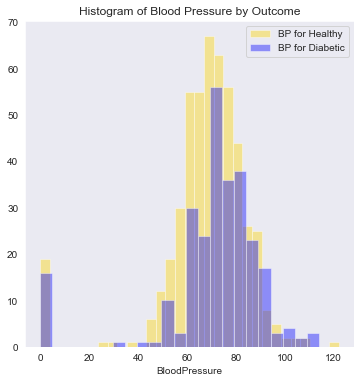 Histogram of Blood Pressure by Outcome
BP for Healthy
BP for Diabetic
70
60
50
40
30
20
10
0
0 20 40 60 80 100 120
BloodPressure